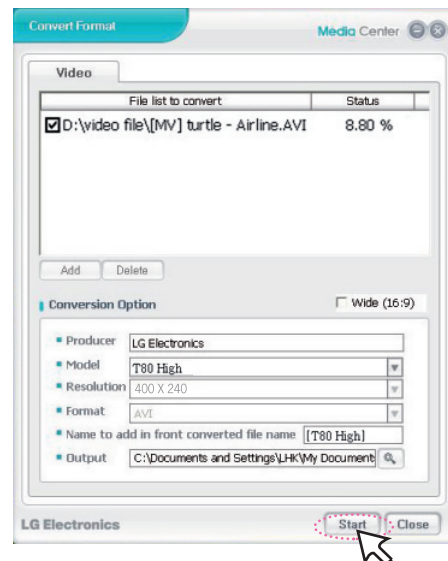 Convert Format
Media Center
Video
File list to convert Status
D:\video file\[MV] turtle - Airline.AVI 8.80 %
Add Delete
Conversion Option Wide (16:9)
Producer LG Electronics
Model T80 High
Resolution 400 X 240
Format AVI
Name to add in front converted file name [T80 High]
Output C:\Documents and Settings\LHK\My Document
LG Electronics Start Close